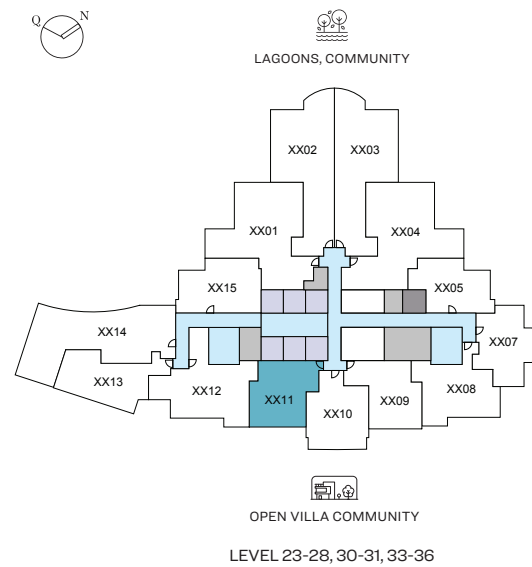 Q N
LAGOONS, COMMUNITY
XX02 XX03
XX01 XX04
XX15 XX05
XX14 XX07
XX13 XX12 XX08
XX11 XX10 XX09
OPEN VILLA COMMUNITY
LEVEL 23-28, 30-31, 33-36